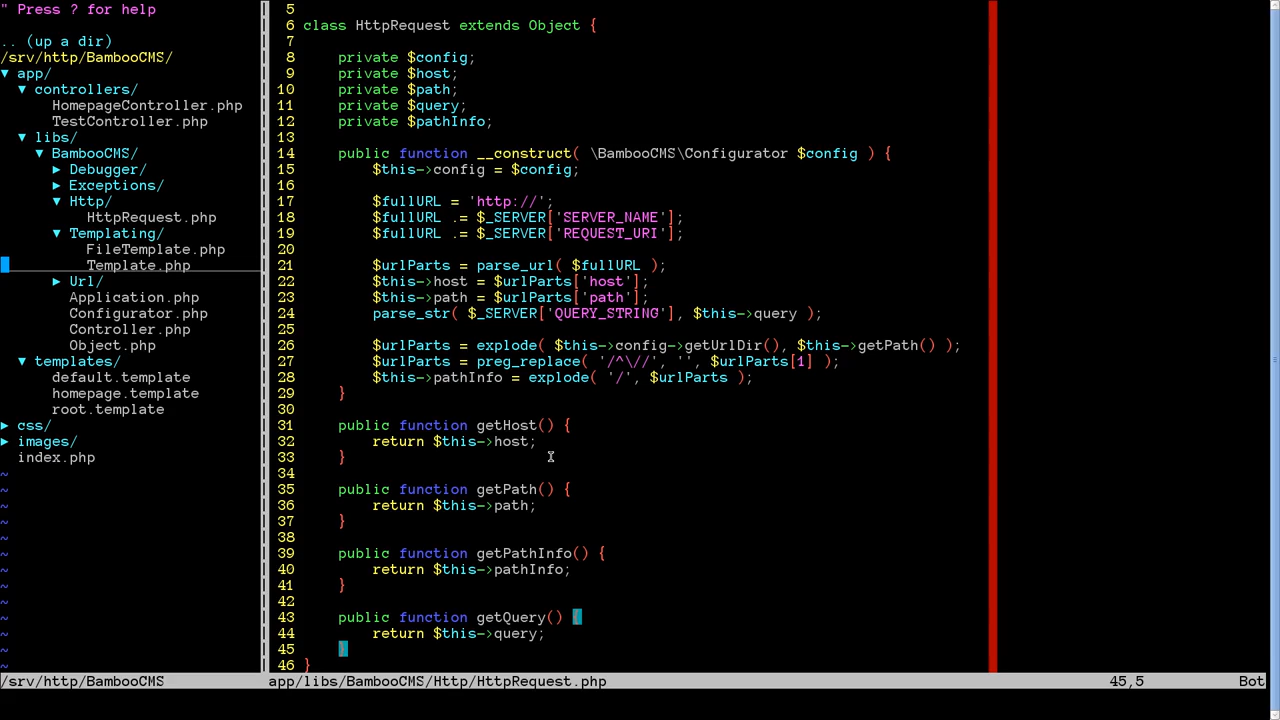 " Press ? for help
.. (up a dir)
/srv/http/BambooCMS/
▼ app/
▼ controllers/
HomepageController.php
TestController.php
▼ libs/
▼ BambooCMS/
▶ Debugger/
▶ Exceptions/
▼ Http/
HttpRequest.php
▼ Templating/
FileTemplate.php
Template.php
▶ Url/
Application.php
Configurator.php
Controller.php
Object.php
▼ templates/
default.template
homepage.template
root.template
▶ css/
▶ images/
index.php
~
~
~
~
~
~
~
~
~
~
~
~
~
/srv/http/BambooCMS
5
6 class HttpRequest extends Object {
7
8     private $config;
9     private $host;
10     private $path;
11     private $query;
12     private $pathInfo;
13
14     public function __construct( \BambooCMS\Configurator $config ) {
15         $this->config = $config;
16
17         $fullURL = 'http://';
18         $fullURL .= $_SERVER['SERVER_NAME'];
19         $fullURL .= $_SERVER['REQUEST_URI'];
20
21         $urlParts = parse_url( $fullURL );
22         $this->host = $urlParts['host'];
23         $this->path = $urlParts['path'];
24         parse_str( $_SERVER['QUERY_STRING'], $this->query );
25
26         $urlParts = explode( $this->config->getUrlDir(), $this->getPath() );
27         $urlParts = preg_replace( '/^\//', '', $urlParts[1] );
28         $this->pathInfo = explode( '/', $urlParts );
29     }
30
31     public function getHost() {
32         return $this->host;
33     }
34
35     public function getPath() {
36         return $this->path;
37     }
38
39     public function getPathInfo() {
40         return $this->pathInfo;
41     }
42
43     public function getQuery() {
44         return $this->query;
45     }
46 }
app/libs/BambooCMS/Http/HttpRequest.php 45,5 Bot